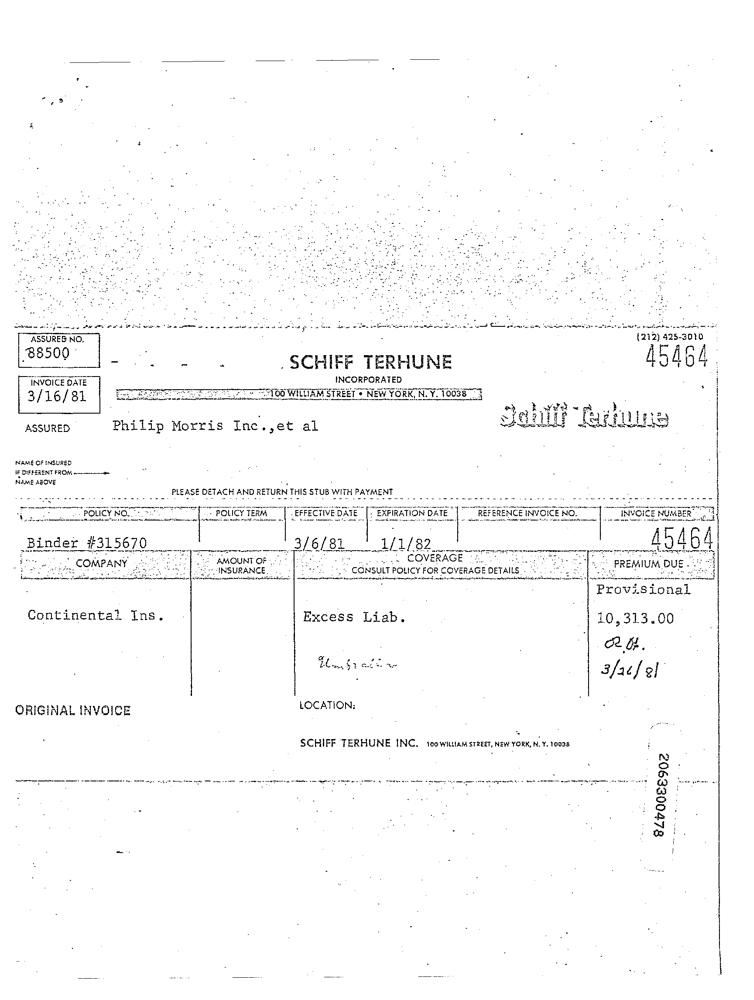 ASSURED NO.
88500
(212) 425-3010
45464
SCHIFF TERHUNE
INCORPORATED
INVOICE DATE
3/16/81
100 WILLIAM STREET • NEW YORK, N. Y. 10038
Schiff Terhune
ASSURED Philip Morris Inc.,et al
NAME OF INSURED
IF DIFFERENT FROM
NAME ABOVE
PLEASE DETACH AND RETURN THIS STUB WITH PAYMENT
POLICY NO. POLICY TERM EFFECTIVE DATE EXPIRATION DATE REFERENCE INVOICE NO. INVOICE NUMBER
Binder #315670 3/6/81 1/1/82 45464
COMPANY AMOUNT OF INSURANCE COVERAGE CONSULT POLICY FOR COVERAGE DETAILS PREMIUM DUE
Provisional
Continental Ins. Excess Liab. 10,313.00
Umbrella
3/26/81
ORIGINAL INVOICE LOCATION:
SCHIFF TERHUNE INC. 100 WILLIAM STREET, NEW YORK, N. Y. 10038
2063300478